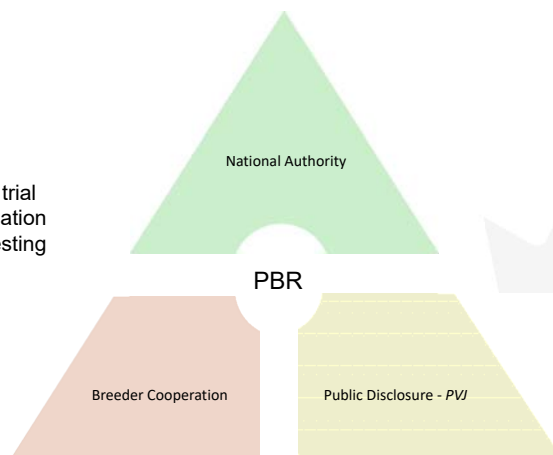 National Authority
trial
ation
esting
PBR
Breeder Cooperation
Public Disclosure - PVJ